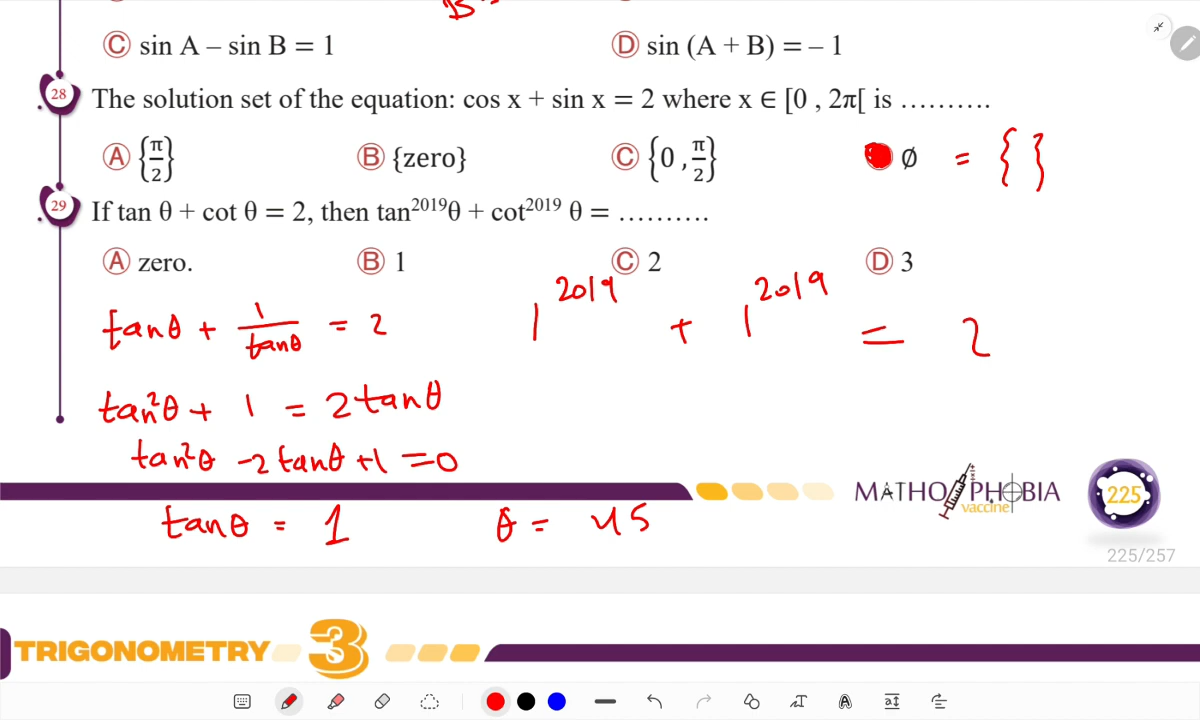 B
Ⓒ sin A – sin B = 1 Ⓓ sin (A + B) = – 1
28 The solution set of the equation: cos x + sin x = 2 where x ∈ [0 , 2π[ is ……….
Ⓐ {π/2} Ⓑ {zero} Ⓒ {0 , π/2} ∅ = { }
29 If tan θ + cot θ = 2, then tan²⁰¹⁹θ + cot²⁰¹⁹ θ = ……….
Ⓐ zero. Ⓑ 1 Ⓒ 2 Ⓓ 3
tanθ + 1/tanθ = 2 1²⁰¹⁹ + 1²⁰¹⁹ = 2
tan²θ + 1 = 2tanθ
tan²θ -2tanθ +1 =0
MATHO PHOBIA
vaccine
225
tanθ = 1 θ = 45
225/257
TRIGONOMETRY 3